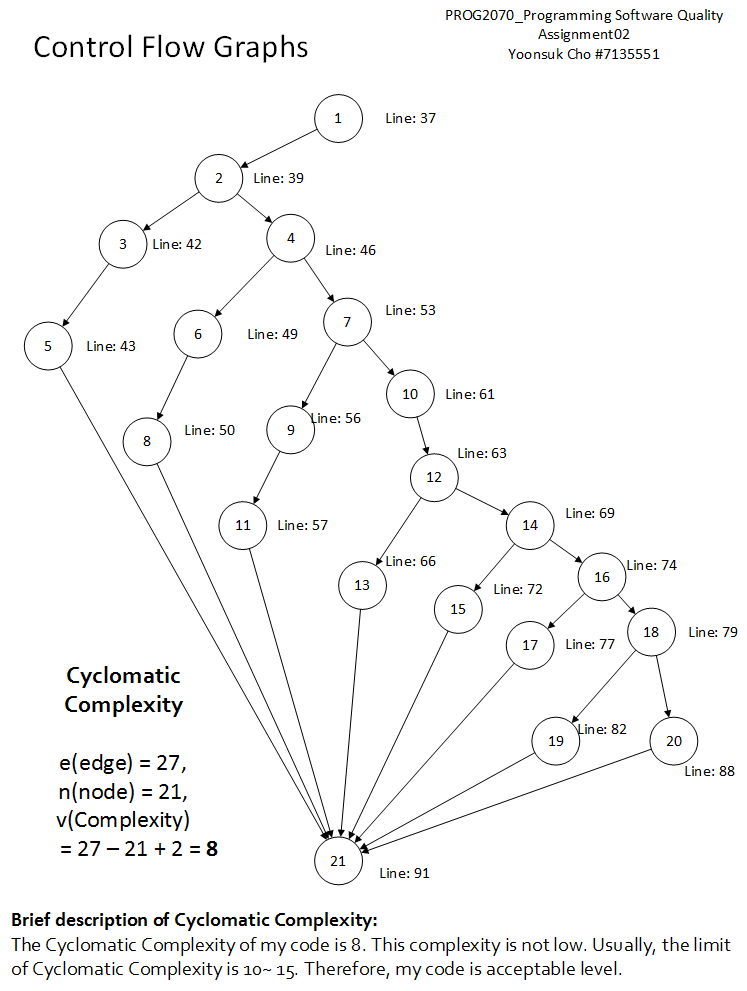 PROG2070_Programming Software Quality
Assignment02
Yoonsuk Cho #7135551
Control Flow Graphs
1 Line: 37
2 Line: 39
3 Line: 42
4 Line: 46
5 Line: 43
6 Line: 49
7 Line: 53
8 Line: 50
9 Line: 56
10 Line: 61
11 Line: 57
12 Line: 63
13 Line: 66
14 Line: 69
15 Line: 72
16 Line: 74
17 Line: 77
18 Line: 79
19 Line: 82
20 Line: 88
21 Line: 91
Cyclomatic
Complexity
e(edge) = 27,
n(node) = 21,
v(Complexity)
= 27 – 21 + 2 = 8
Brief description of Cyclomatic Complexity:
The Cyclomatic Complexity of my code is 8. This complexity is not low. Usually, the limit
of Cyclomatic Complexity is 10~ 15. Therefore, my code is acceptable level.